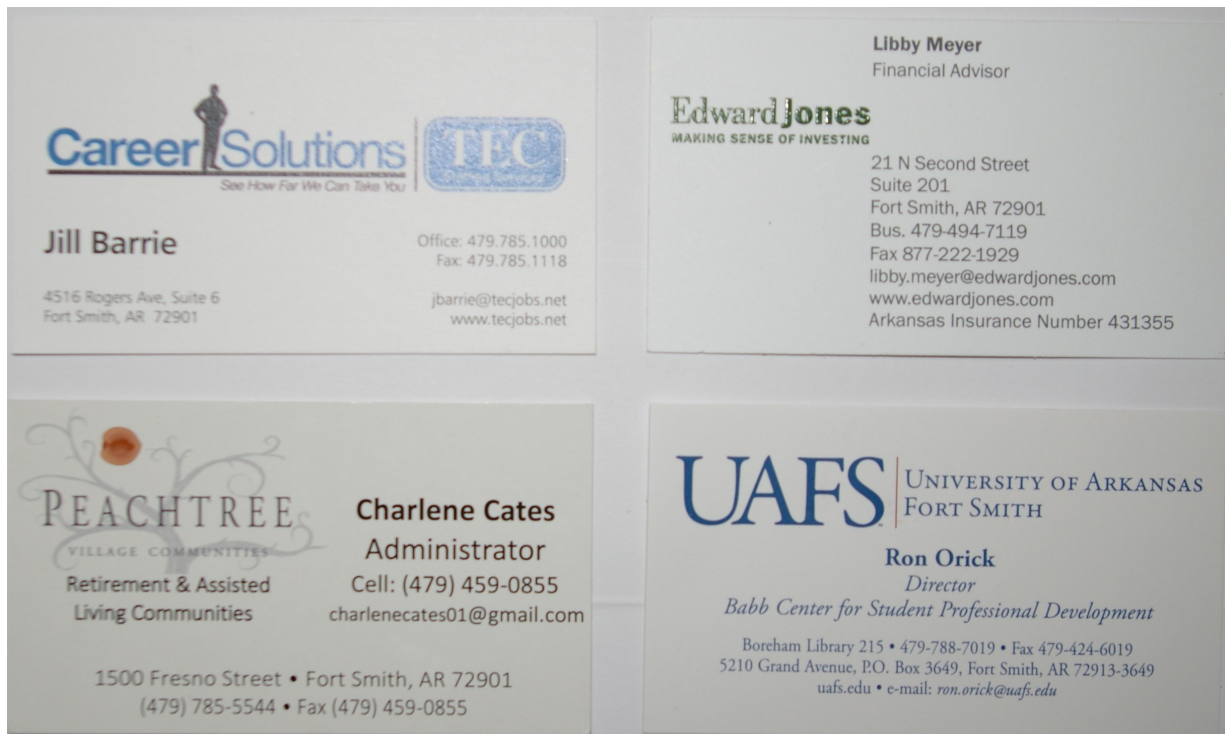 Career Solutions
See How Far We Can Take You
TEC
Jill Barrie
Office: 479.785.1000
Fax: 479.785.1118
4516 Rogers Ave, Suite 6
Fort Smith, AR 72901
jbarrie@tecjobs.net
www.tecjobs.net
Libby Meyer
Financial Advisor
Edward Jones
MAKING SENSE OF INVESTING
21 N Second Street
Suite 201
Fort Smith, AR 72901
Bus. 479-494-7119
Fax 877-222-1929
libby.meyer@edwardjones.com
www.edwardjones.com
Arkansas Insurance Number 431355
PEACHTREE
VILLAGE COMMUNITIES
Retirement & Assisted
Living Communities
Charlene Cates
Administrator
Cell: (479) 459-0855
charlenecates01@gmail.com
1500 Fresno Street • Fort Smith, AR 72901
(479) 785-5544 • Fax (479) 459-0855
UAFS
UNIVERSITY OF ARKANSAS
FORT SMITH
Ron Orick
Director
Babb Center for Student Professional Development
Boreham Library 215 • 479-788-7019 • Fax 479-424-6019
5210 Grand Avenue, P.O. Box 3649, Fort Smith, AR 72913-3649
uafs.edu • e-mail: ron.orick@uafs.edu